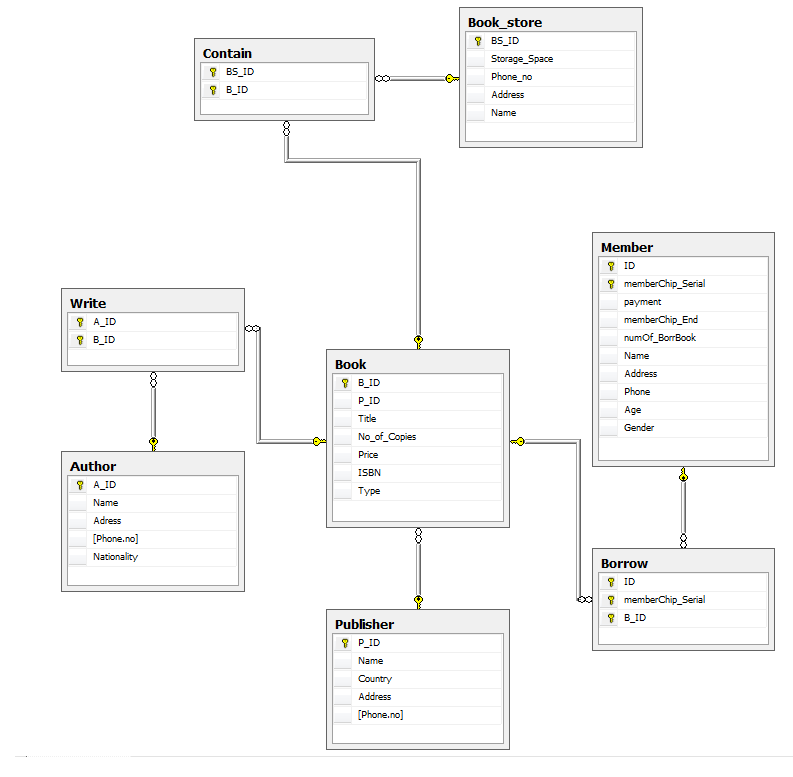 Book_store
BS_ID
Storage_Space
Phone_no
Address
Name
Contain
BS_ID
B_ID
Member
ID
memberChip_Serial
payment
memberChip_End
numOf_BorrBook
Name
Address
Phone
Age
Gender
Write
A_ID
B_ID
Book
B_ID
P_ID
Title
No_of_Copies
Price
ISBN
Type
Author
A_ID
Name
Adress
[Phone.no]
Nationality
Borrow
ID
memberChip_Serial
B_ID
Publisher
P_ID
Name
Country
Address
[Phone.no]